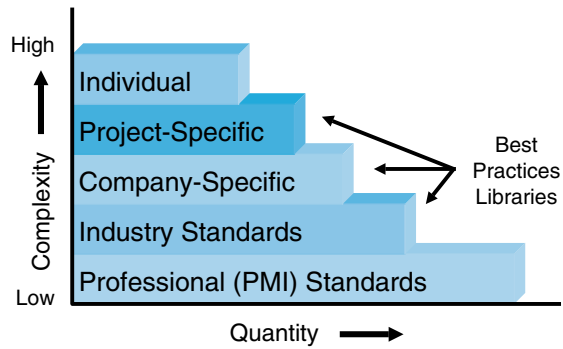 High
Individual
Project-Specific
Company-Specific
Industry Standards
Professional (PMI) Standards
Low
Complexity
Quantity
Best
Practices
Libraries